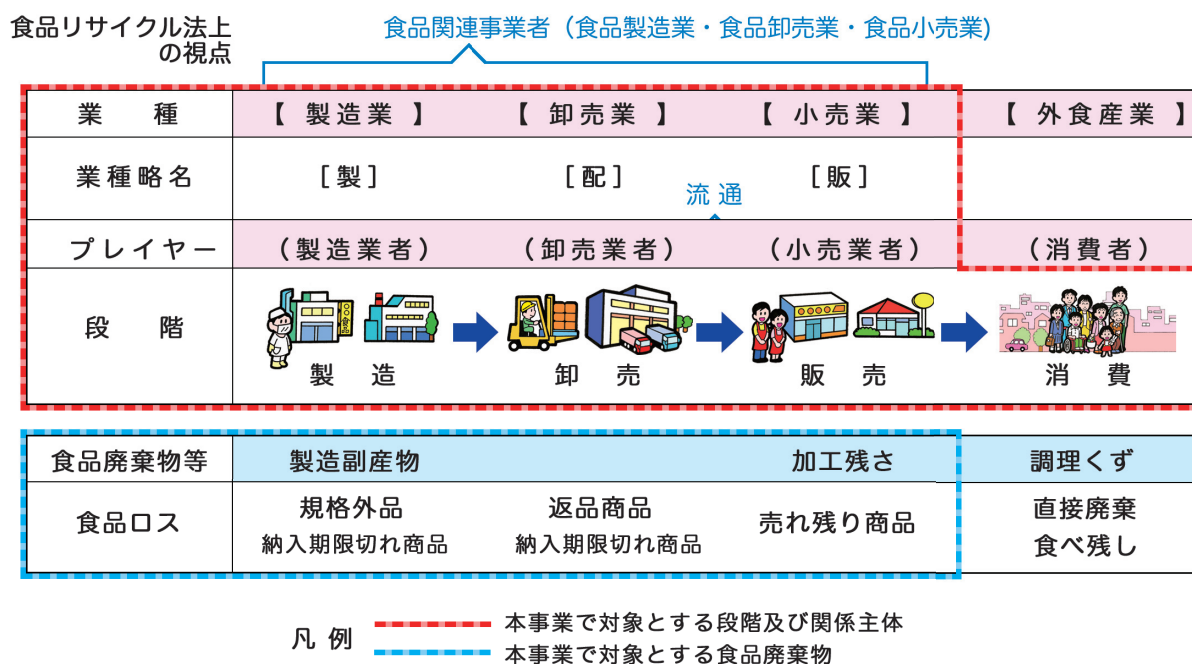 食品リサイクル法上
の視点
食品関連事業者（食品製造業・食品卸売業・食品小売業)
業　種　【製造業】　【卸売業】　【小売業】　【外食産業】
業種略名　[製]　[配]　[販]
流通
プレイヤー　(製造業者)　(卸売業者)　(小売業者)　(消費者)
段　階
製　造　卸　売　販　売　消　費
食品廃棄物等　製造副産物　加工残さ　調理くず
食品ロス　規格外品　返品商品　売れ残り商品　直接廃棄
納入期限切れ商品　納入期限切れ商品　食べ残し
凡 例　本事業で対象とする段階及び関係主体
本事業で対象とする食品廃棄物